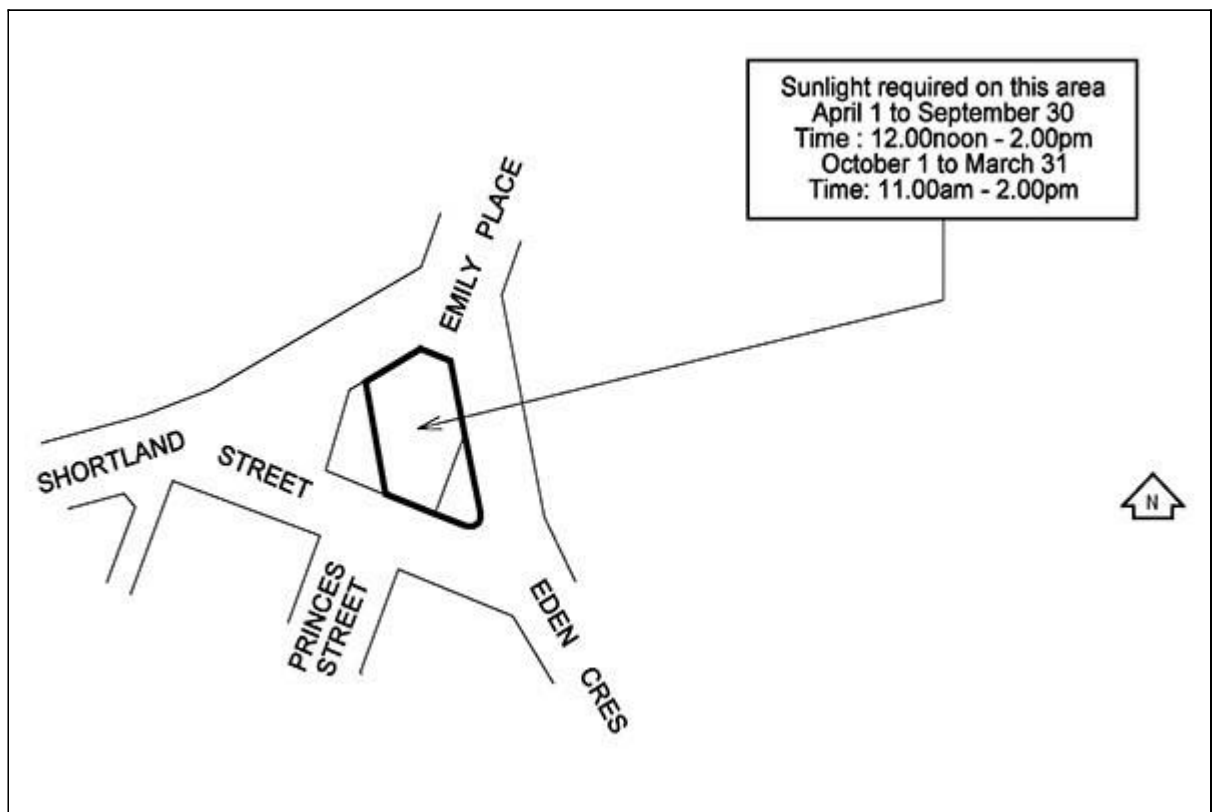 Sunlight required on this area
April 1 to September 30
Time : 12.00noon - 2.00pm
October 1 to March 31
Time: 11.00am - 2.00pm
EMILY PLACE
SHORTLAND STREET
PRINCES
STREET
EDEN CRES
N